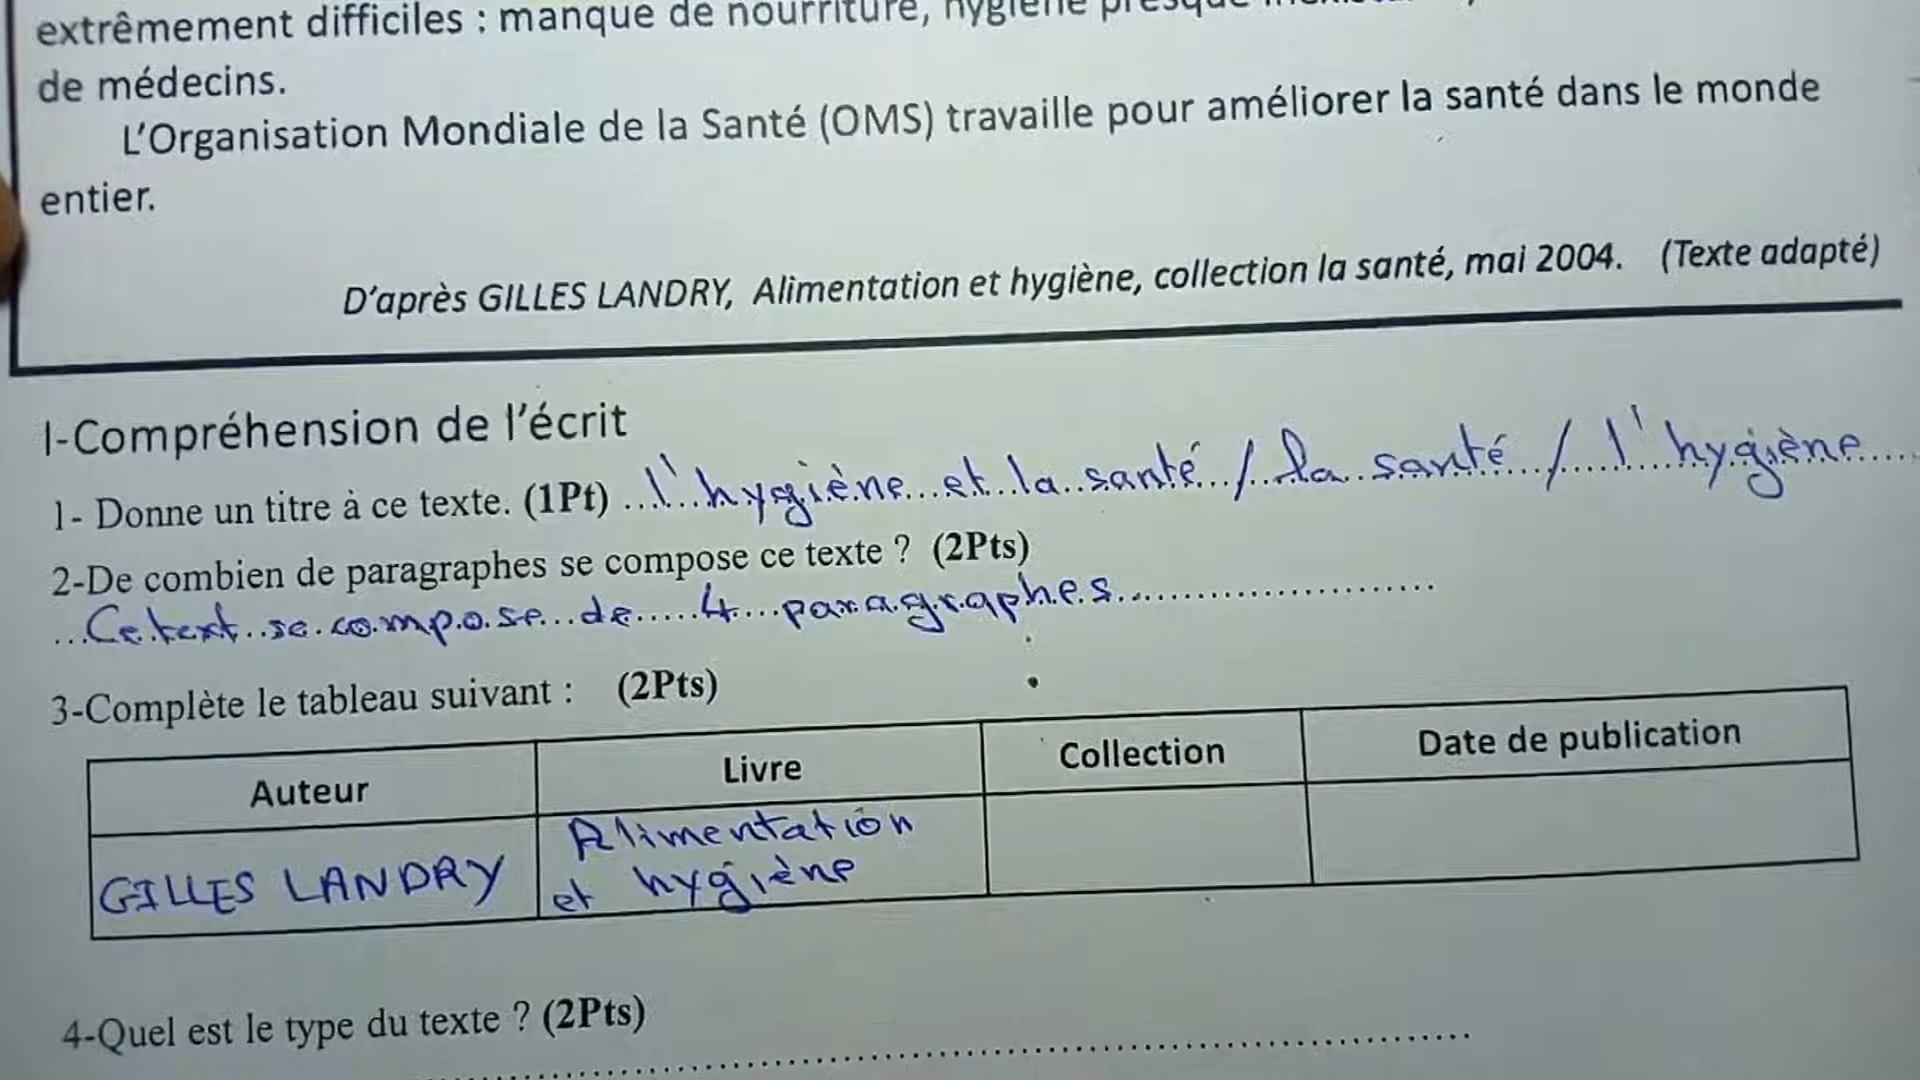 extrêmement difficiles : manque de nourriture, hygiène presque
de médecins.
L'Organisation Mondiale de la Santé (OMS) travaille pour améliorer la santé dans le monde
entier.
D'après GILLES LANDRY, Alimentation et hygiène, collection la santé, mai 2004. (Texte adapté)
I-Compréhension de l'écrit
1- Donne un titre à ce texte. (1Pt) ...l'hygiène et la santé / la santé / l'hygiène....
2-De combien de paragraphes se compose ce texte ? (2Pts)
...Ce text se compose de 4 paragraphes...
3-Complète le tableau suivant : (2Pts)
Auteur Livre Collection Date de publication
GILLES LANDRY Alimentation
et hygiène
4-Quel est le type du texte ? (2Pts)